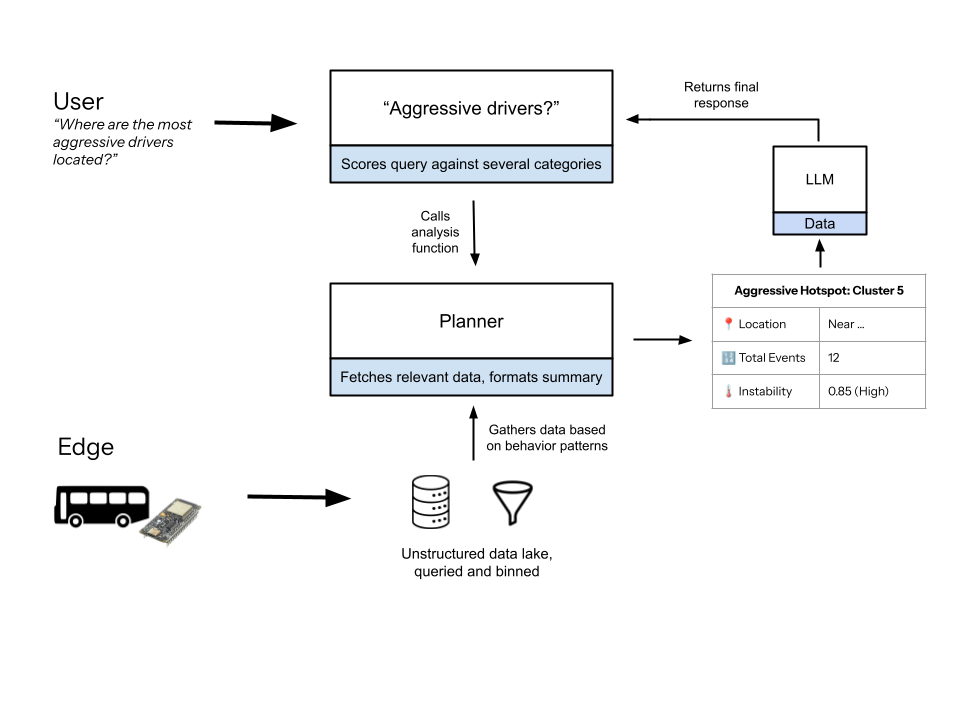 User
“Where are the most
aggressive drivers
located?”
“Aggressive drivers?”
Scores query against several categories
Returns final
response
LLM
Data
Calls
analysis
function
Planner
Fetches relevant data, formats summary
Aggressive Hotspot: Cluster 5
📍 Location Near ...
🔢 Total Events 12
🌡️ Instability 0.85 (High)
Gathers data based
on behavior patterns
Edge
Unstructured data lake,
queried and binned